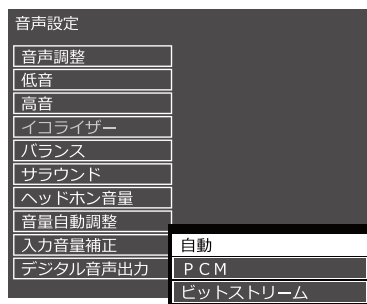 音声設定
音声調整
低音
高音
イコライザー
バランス
サラウンド
ヘッドホン音量
音量自動調整
入力音量補正
自動
デジタル音声出力
ＰＣＭ
ビットストリーム